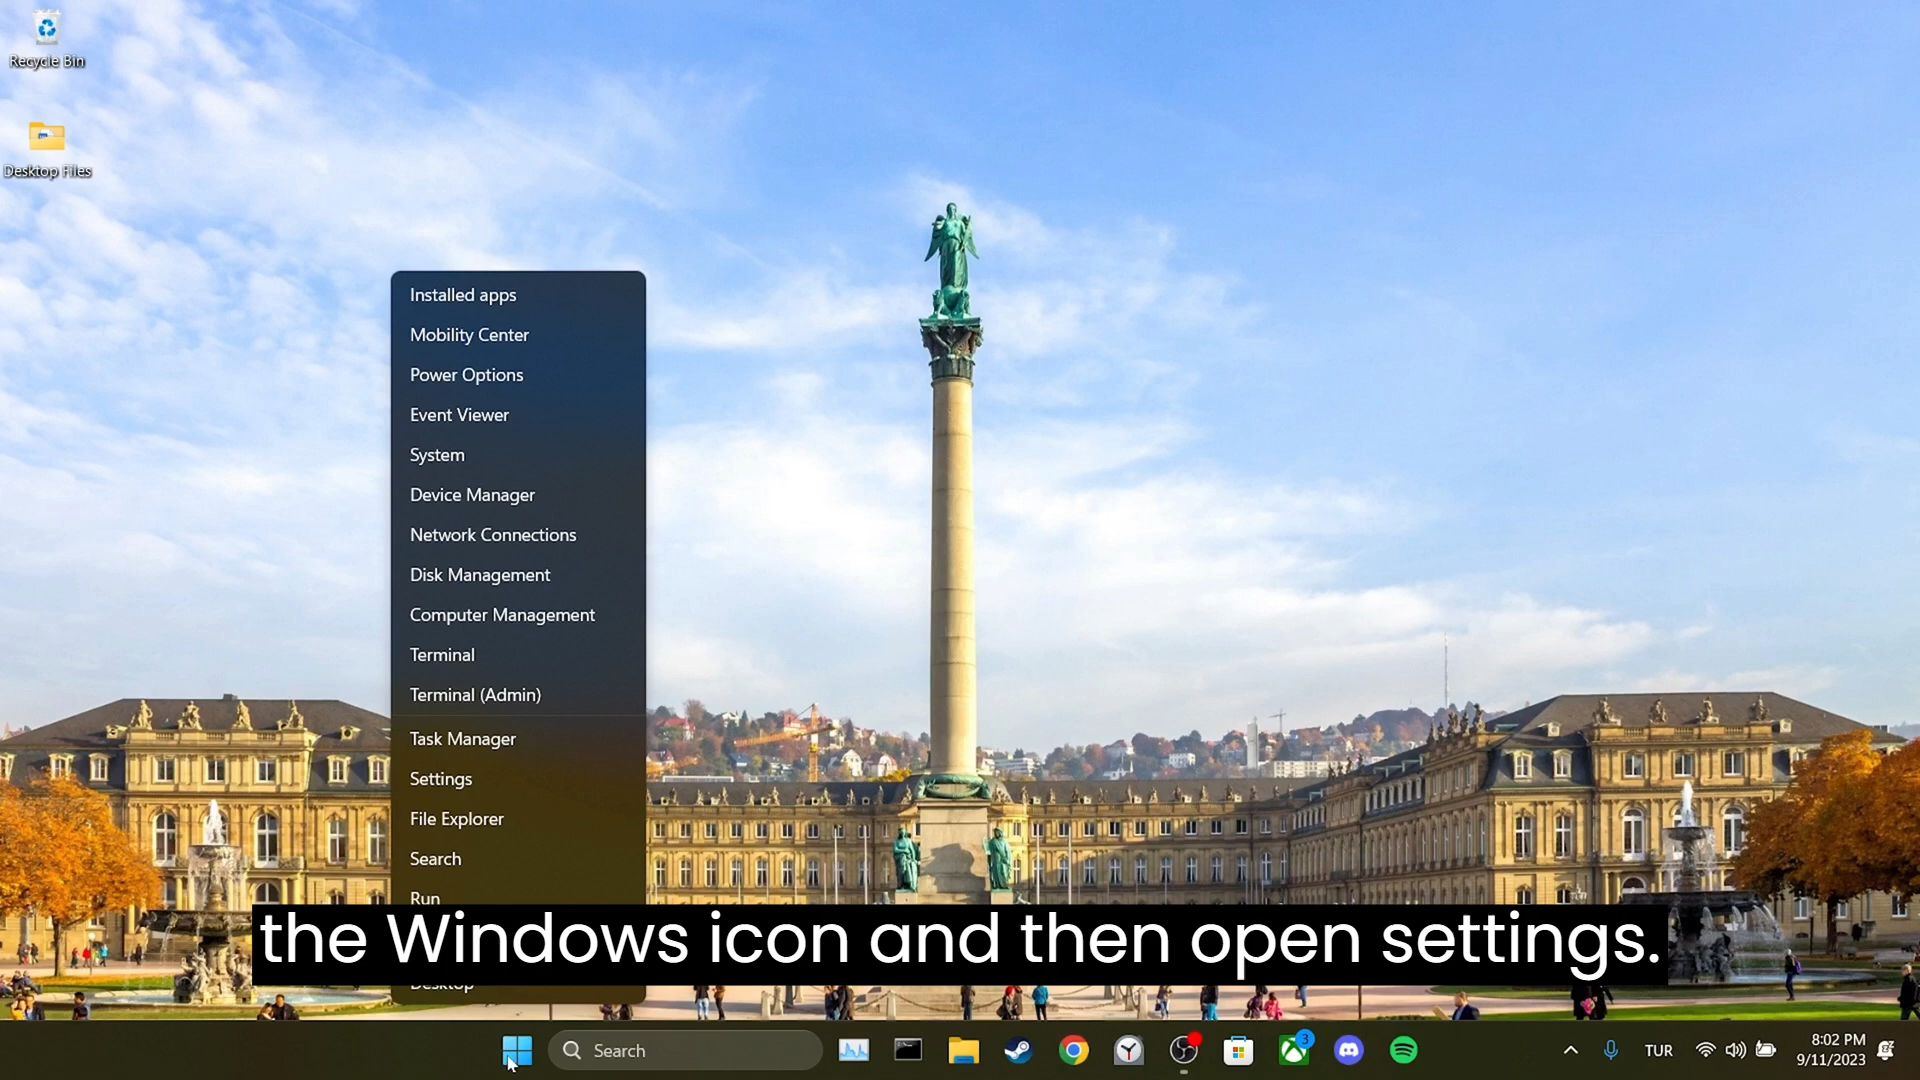 Recycle Bin
Desktop Files
Installed apps
Mobility Center
Power Options
Event Viewer
System
Device Manager
Network Connections
Disk Management
Computer Management
Terminal
Terminal (Admin)
Task Manager
Settings
File Explorer
Search
Run
the Windows icon and then open settings.
Desktop
Search
3
TUR
8:02 PM
9/11/2023